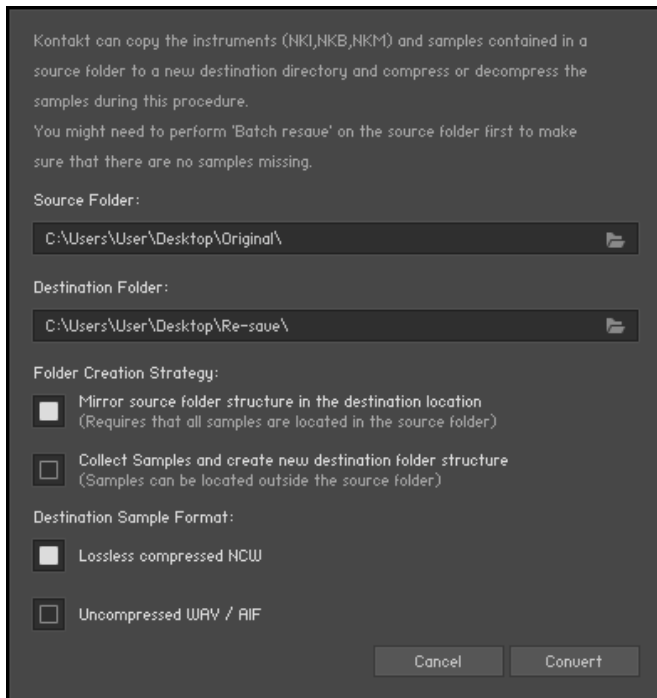 Kontakt can copy the instruments (NKI,NKB,NKM) and samples contained in a
source folder to a new destination directory and compress or decompress the
samples during this procedure.
You might need to perform 'Batch resave' on the source folder first to make
sure that there are no samples missing.
Source Folder:
C:\Users\User\Desktop\Original\
Destination Folder:
C:\Users\User\Desktop\Re-save\
Folder Creation Strategy:
Mirror source folder structure in the destination location
(Requires that all samples are located in the source folder)
Collect Samples and create new destination folder structure
(Samples can be located outside the source folder)
Destination Sample Format:
Lossless compressed NCW
Uncompressed WAV / AIF
Cancel
Convert